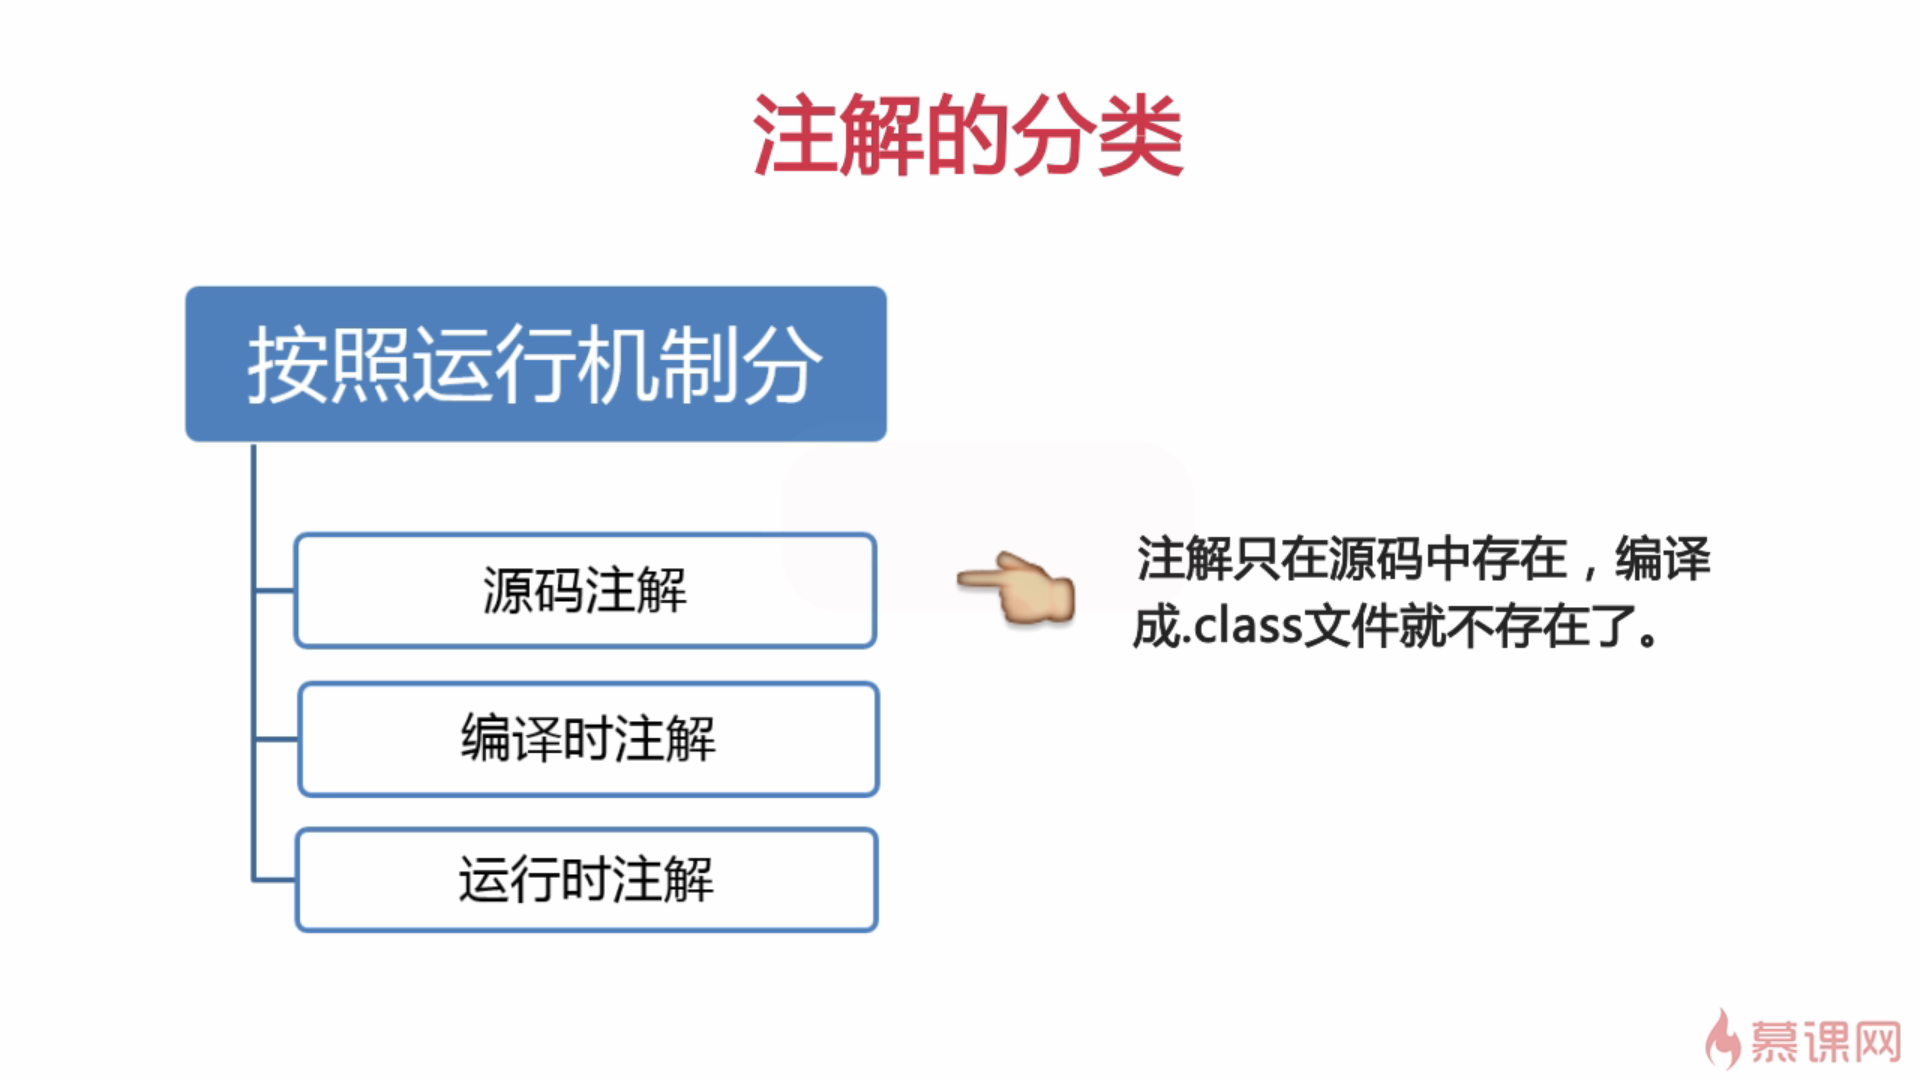 注解的分类
按照运行机制分
源码注解
编译时注解
运行时注解
注解只在源码中存在，编译
成.class文件就不存在了。
慕课网